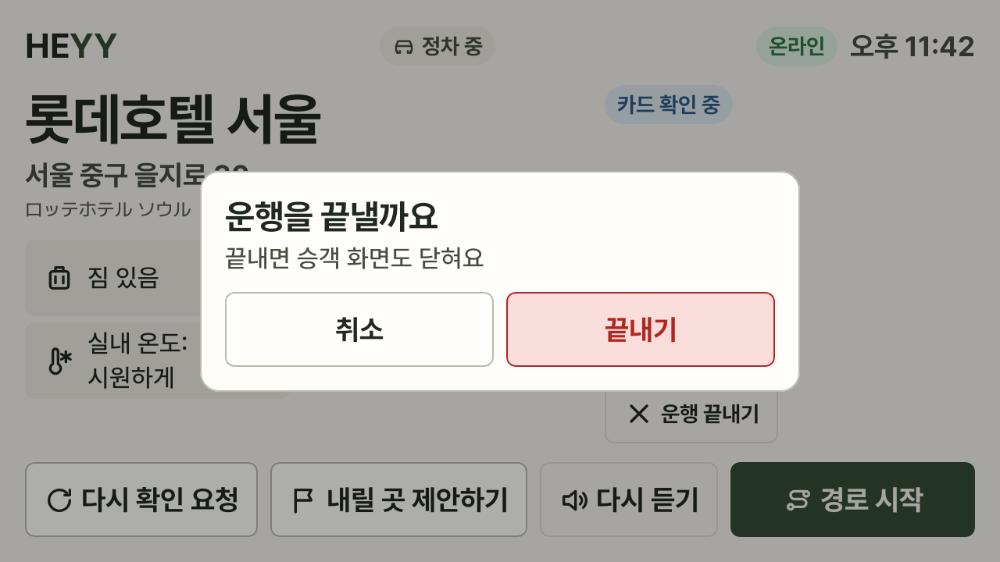 HEYY
정차 중
온라인
오후 11:42
롯데호텔 서울
카드 확인 중
서울 중구 을지로 30
ロッテホテル ソウル
운행을 끝낼까요
끝내면 승객 화면도 닫혀요
짐 있음
취소
끝내기
실내 온도:
시원하게
운행 끝내기
다시 확인 요청
내릴 곳 제안하기
다시 듣기
경로 시작